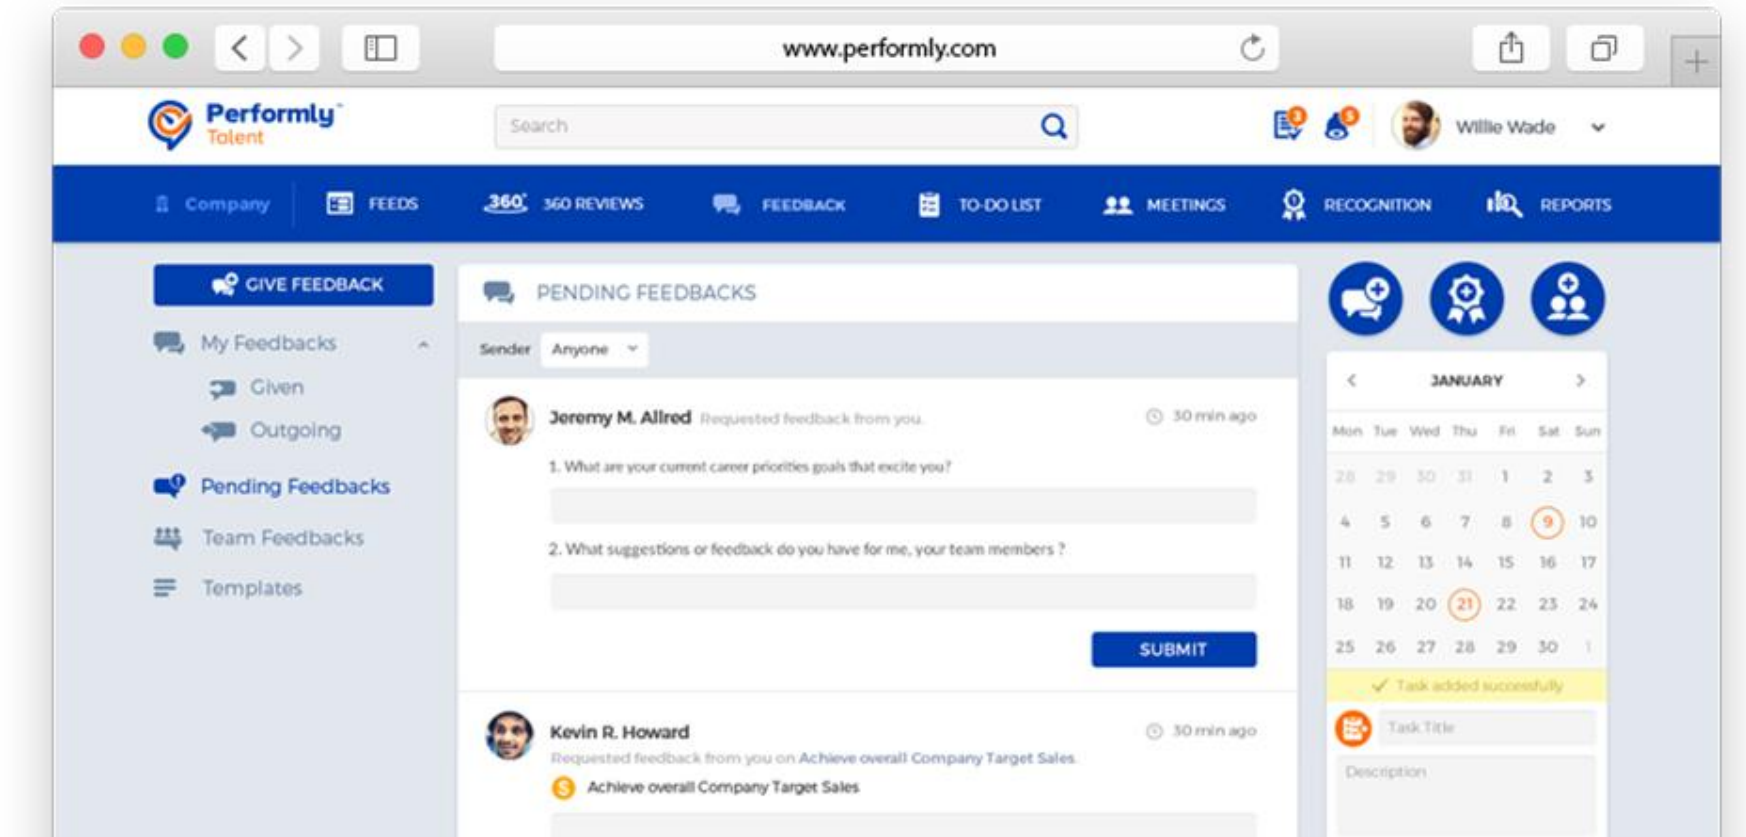 www.performly.com
Performly™
Talent
Search
3
5
Willie Wade
Company
FEEDS
360° 360 REVIEWS
FEEDBACK
TO-DO LIST
MEETINGS
RECOGNITION
REPORTS
GIVE FEEDBACK
My Feedbacks
Given
Outgoing
Pending Feedbacks
Team Feedbacks
Templates
PENDING FEEDBACKS
Sender Anyone
Jeremy M. Allred Requested feedback from you.
30 min ago
1. What are your current career priorities goals that excite you?
2. What suggestions or feedback do you have for me, your team members ?
SUBMIT
Kevin R. Howard
30 min ago
Requested feedback from you on Achieve overall Company Target Sales.
Achieve overall Company Target Sales
JANUARY
Mon Tue Wed Thu Fri Sat Sun
28 29 30 31 1 2 3
4 5 6 7 8 9 10
11 12 13 14 15 16 17
18 19 20 21 22 23 24
25 26 27 28 29 30 1
Task added successfully
Task Title
Description